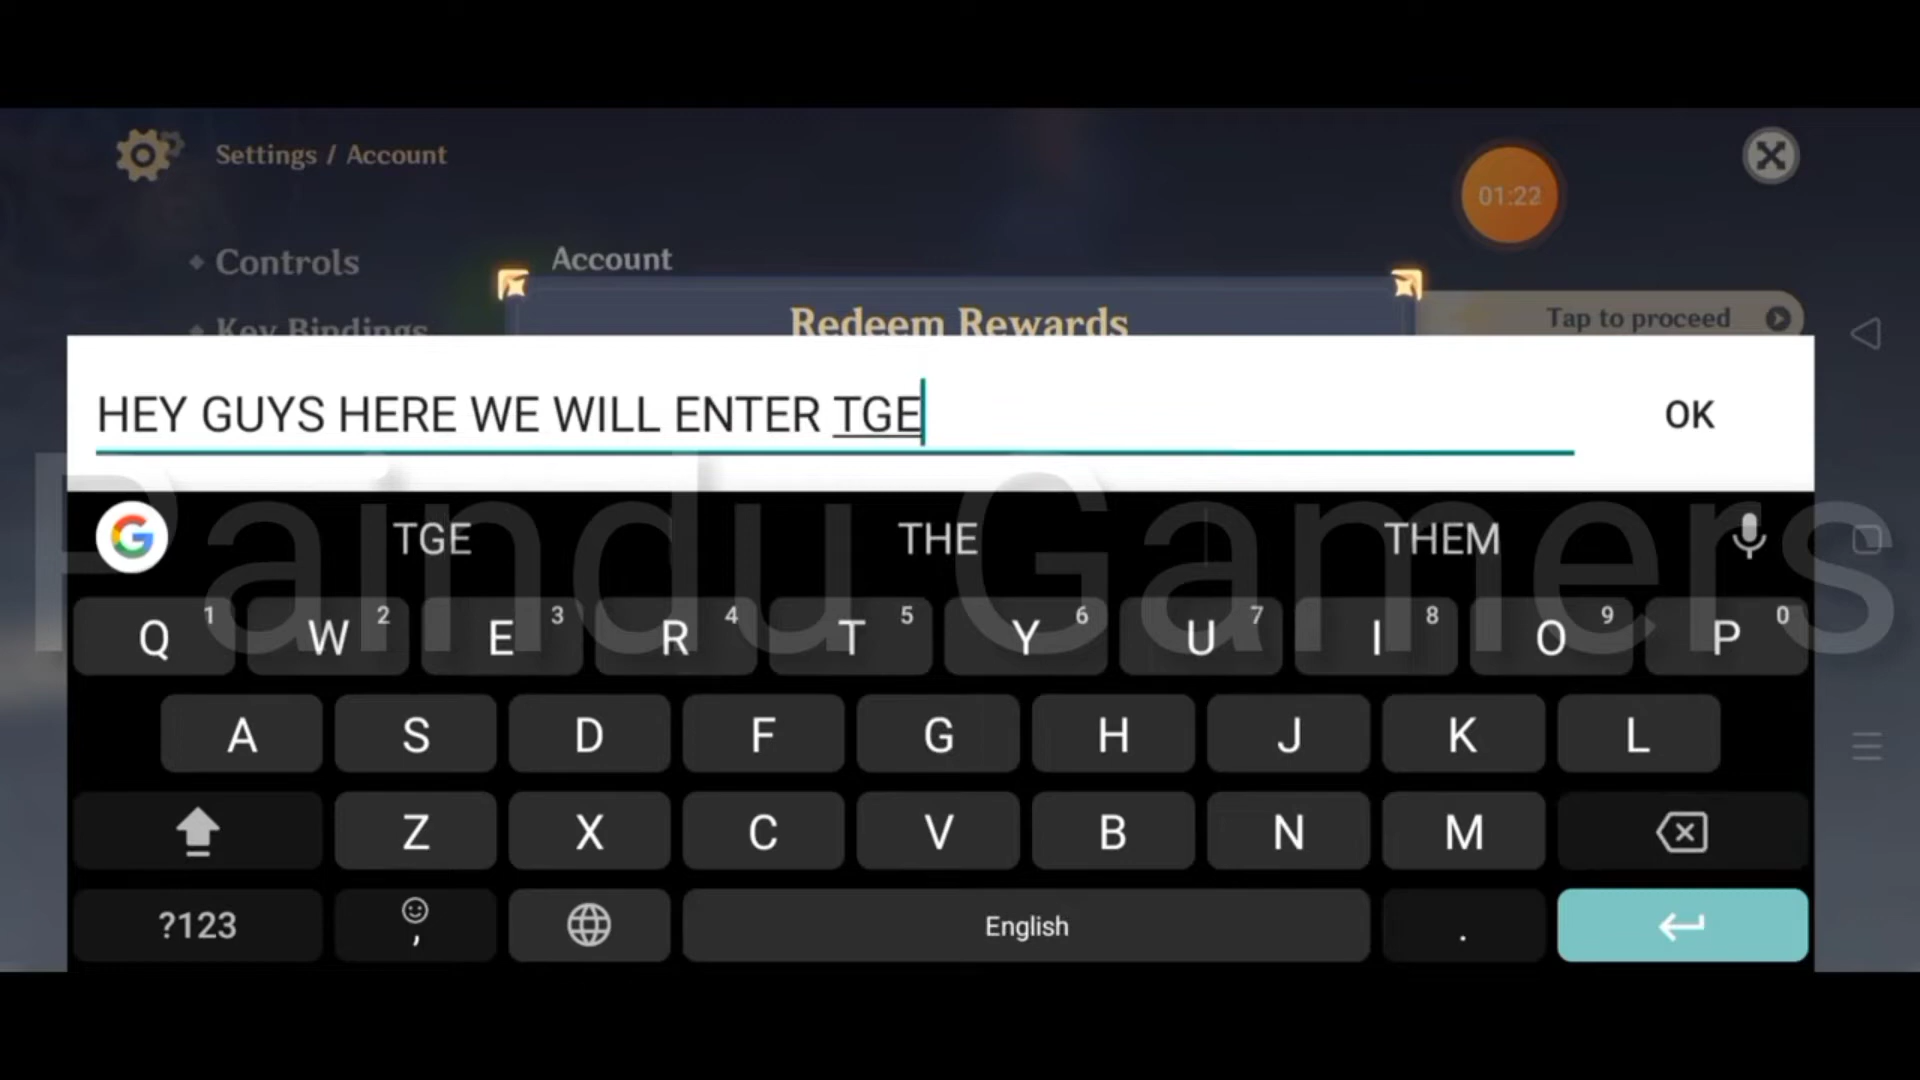 Settings / Account
01:22
Controls
Account
Key Bindings
Redeem Rewards
Tap to proceed
HEY GUYS HERE WE WILL ENTER TGE
OK
Paindu Gamers
TGE THE THEM
Q 1 W 2 E 3 R 4 T 5 Y 6 U 7 I 8 O 9 P 0
A S D F G H J K L
Z X C V B N M
?123 , English .